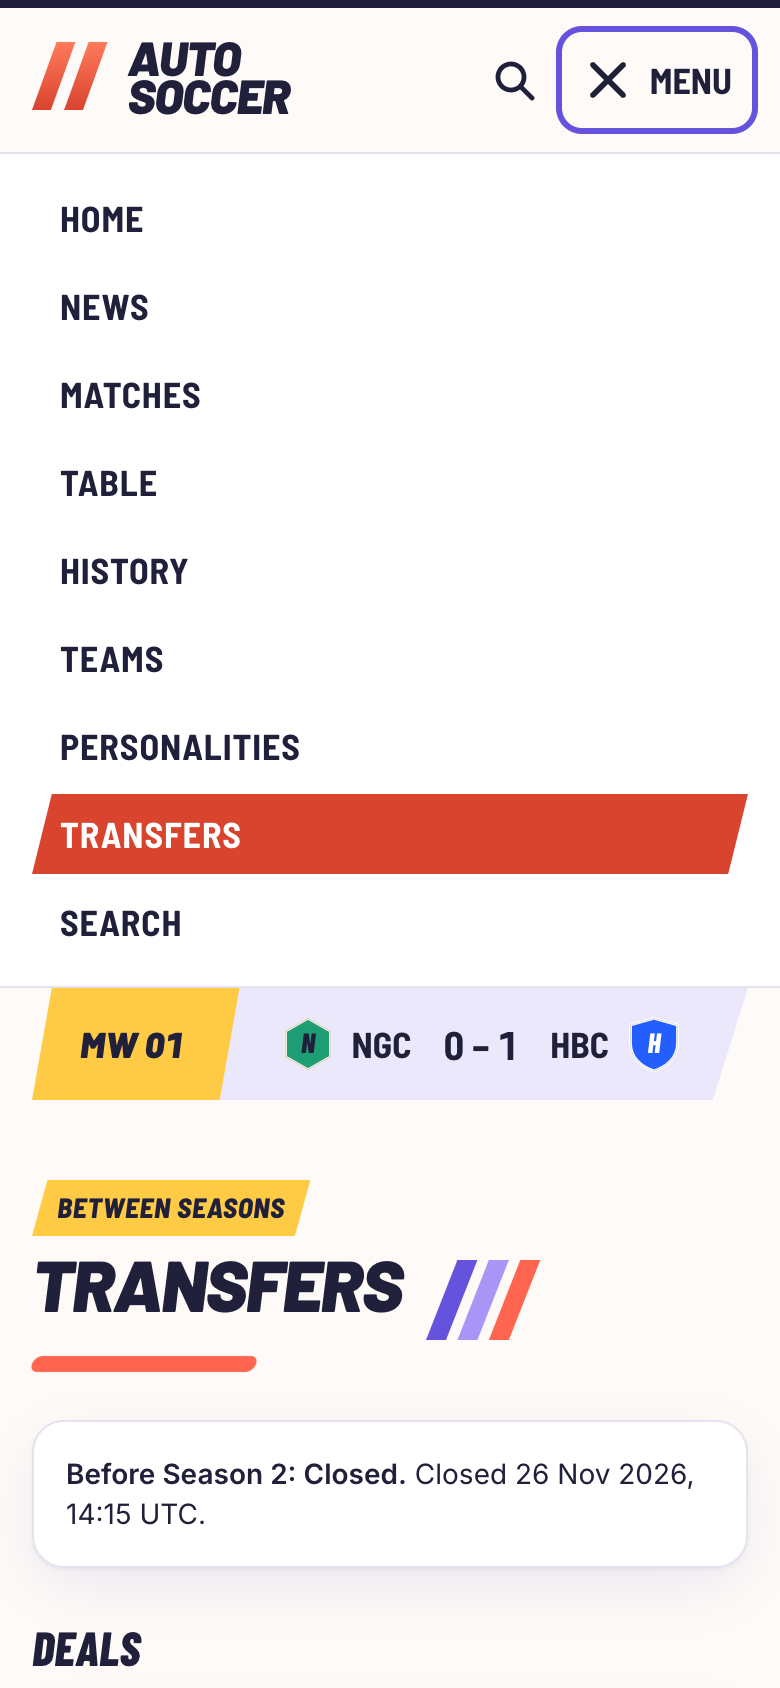 AUTO
SOCCER
MENU
HOME
NEWS
MATCHES
TABLE
HISTORY
TEAMS
PERSONALITIES
TRANSFERS
SEARCH
MW 01 N NGC 0 – 1 HBC H
BETWEEN SEASONS
TRANSFERS
Before Season 2: Closed. Closed 26 Nov 2026,
14:15 UTC.
DEALS